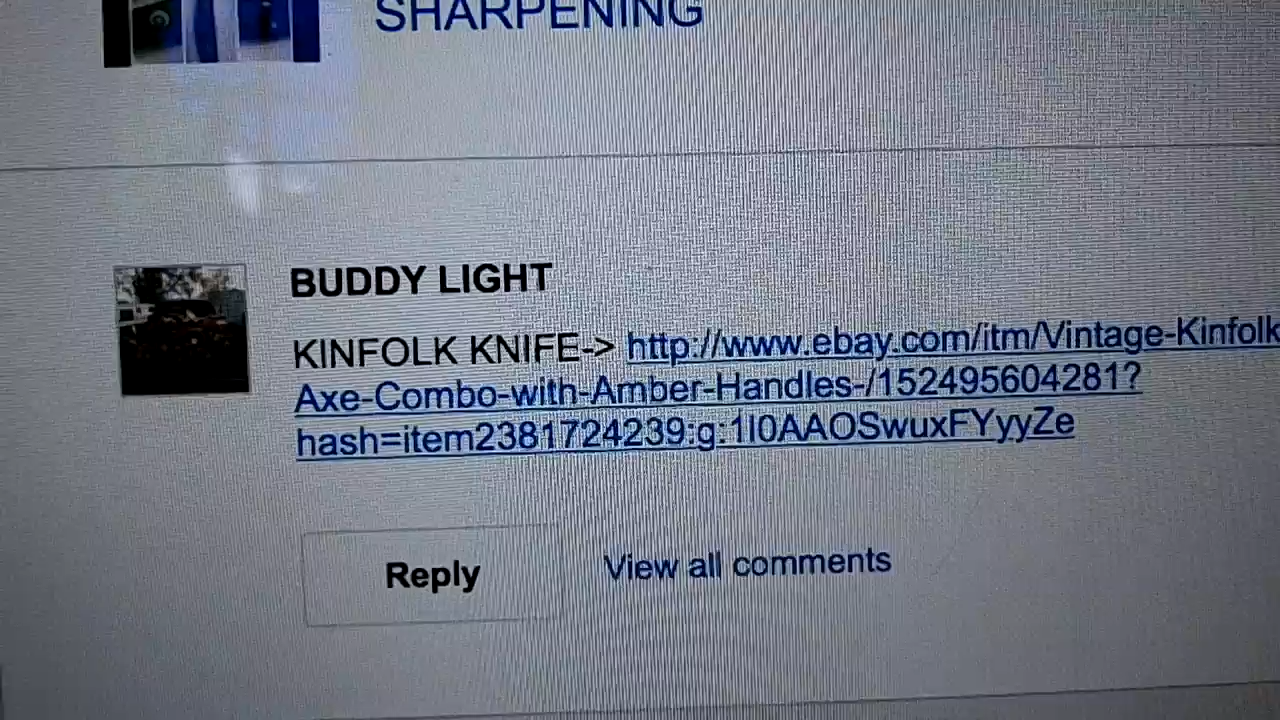 SHARPENING
BUDDY LIGHT
KINFOLK KNIFE-> http://www.ebay.com/itm/Vintage-Kinfolk
Axe-Combo-with-Amber-Handles-/152495604281?
hash=item2381724239:g:1l0AAOSwuxFYyyZe
Reply
View all comments